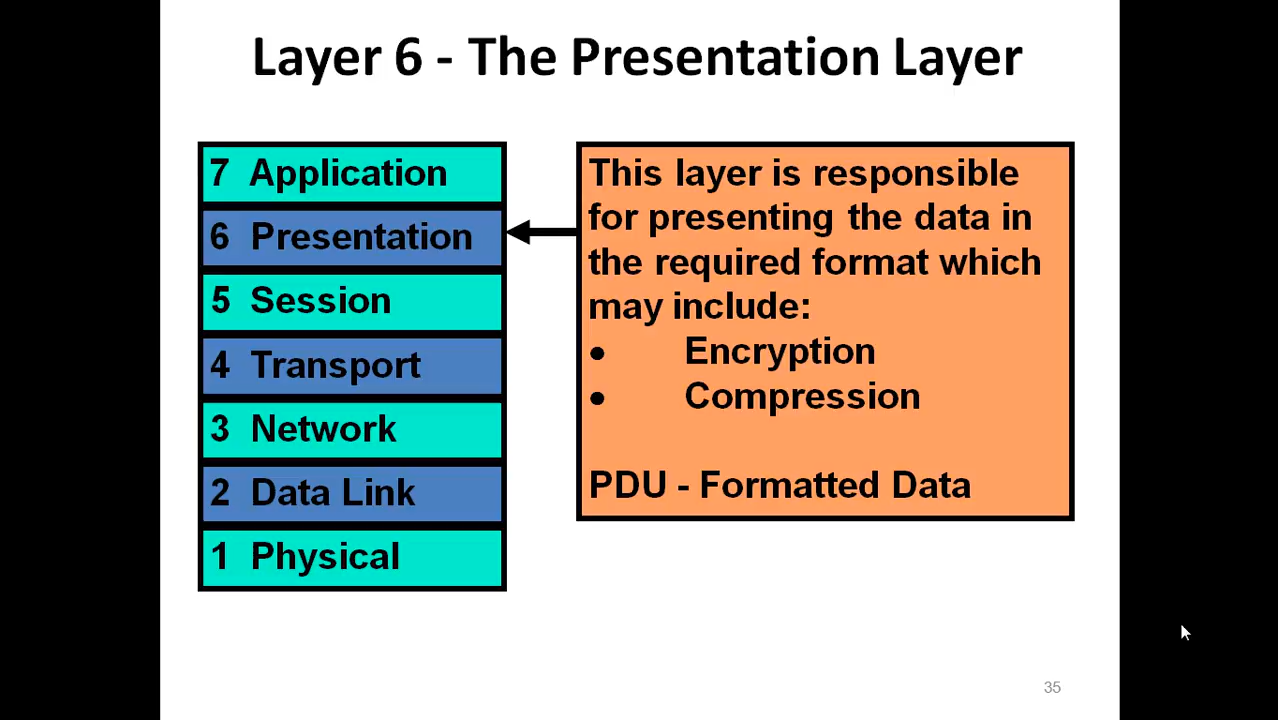 Layer 6 - The Presentation Layer
7 Application
6 Presentation
5 Session
4 Transport
3 Network
2 Data Link
1 Physical
This layer is responsible
for presenting the data in
the required format which
may include:
● Encryption
● Compression
PDU - Formatted Data
35